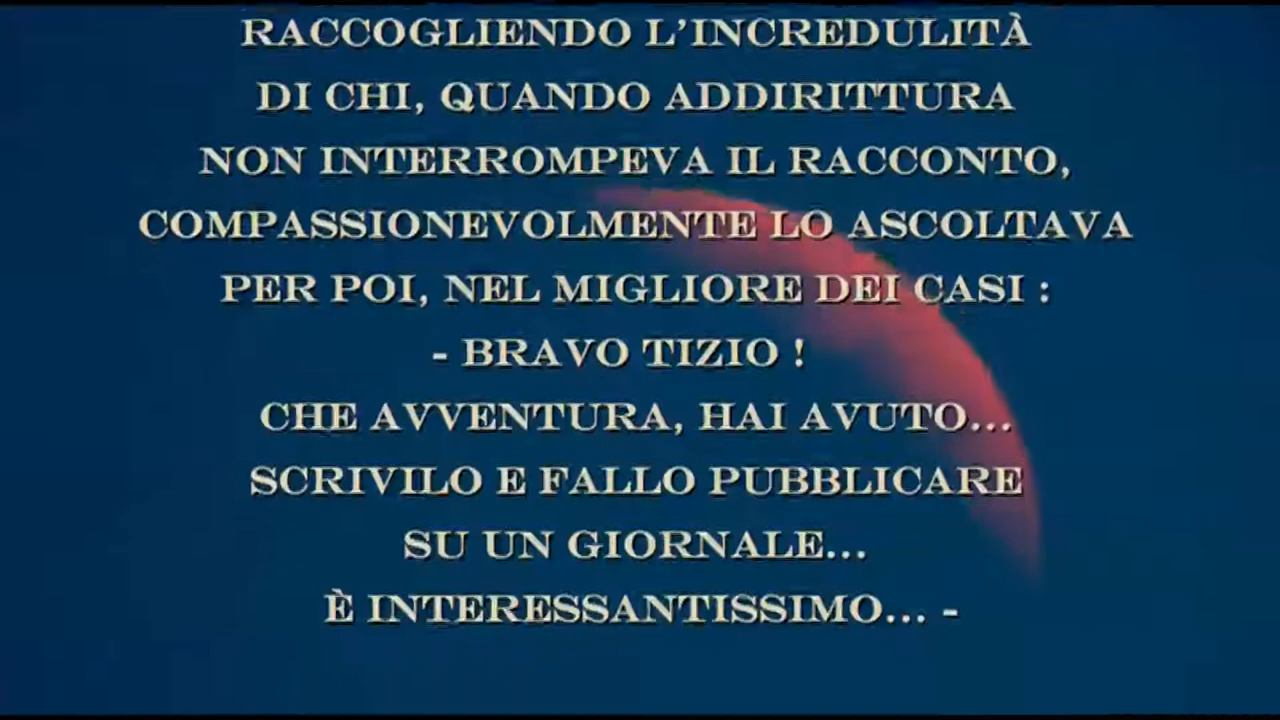 RACCOGLIENDO L'INCREDULITÀ
DI CHI, QUANDO ADDIRITTURA
NON INTERROMPEVA IL RACCONTO,
COMPASSIONEVOLMENTE LO ASCOLTAVA
PER POI, NEL MIGLIORE DEI CASI :
- BRAVO TIZIO !
CHE AVVENTURA, HAI AVUTO...
SCRIVILO E FALLO PUBBLICARE
SU UN GIORNALE...
È INTERESSANTISSIMO... -